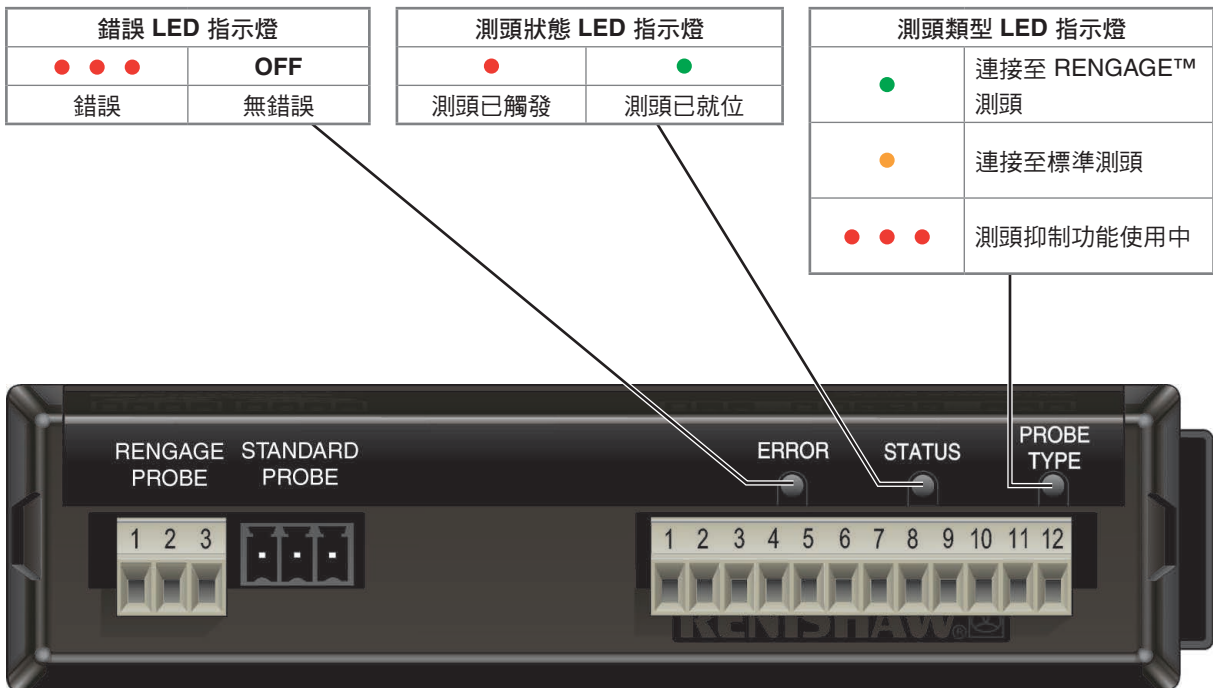 錯誤 LED 指示燈
OFF
錯誤
無錯誤
測頭狀態 LED 指示燈
測頭已觸發
測頭已就位
測頭類型 LED 指示燈
連接至 RENGAGE™
測頭
連接至標準測頭
測頭抑制功能使用中
RENGAGE
PROBE
STANDARD
PROBE
ERROR
STATUS
PROBE
TYPE
1 2 3
1 2 3 4 5 6 7 8 9 10 11 12
RENISHAW®